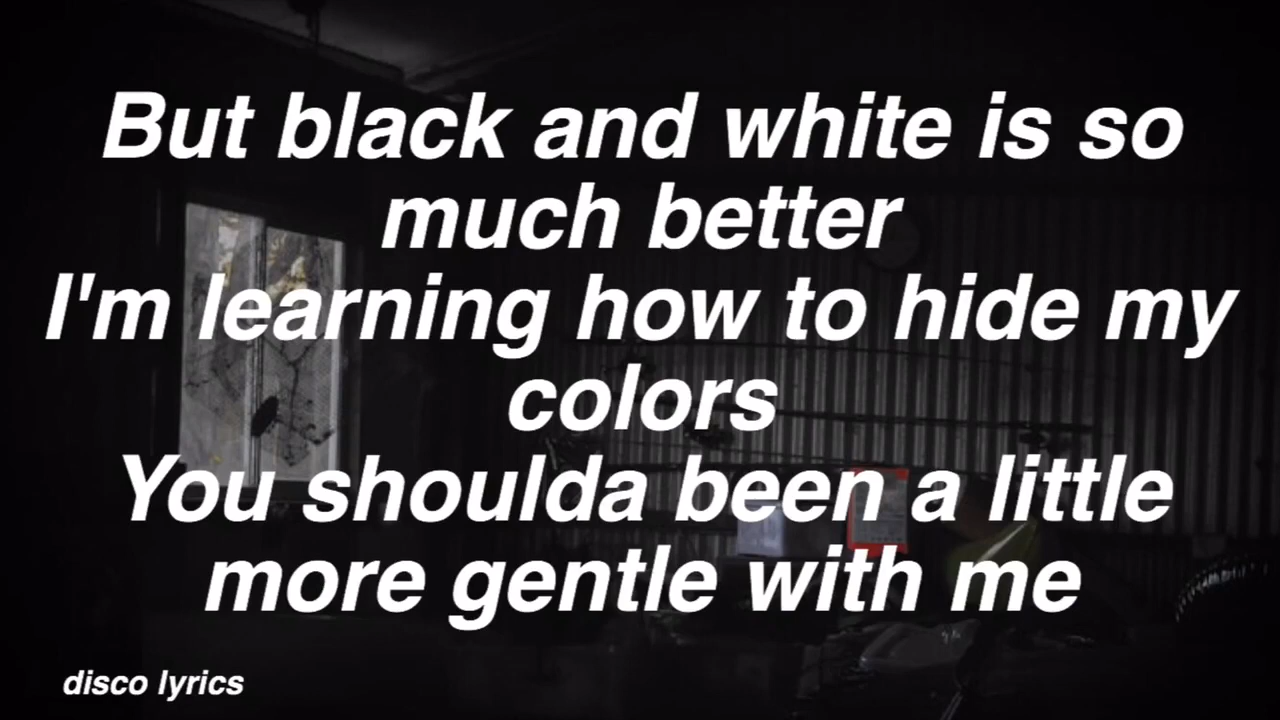 But black and white is so
much better
I'm learning how to hide my
colors
You shoulda been a little
more gentle with me
disco lyrics